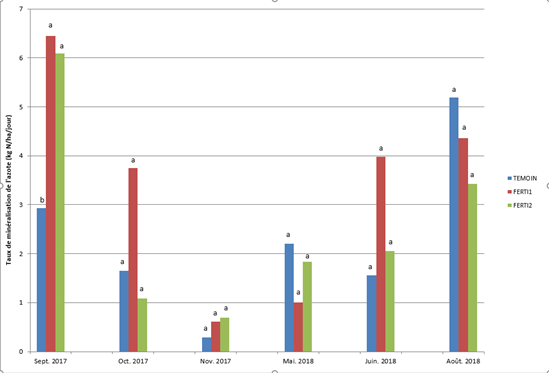 Taux de minéralisation de l'azote (kg N/ha/jour)
7
6
5
4
3
2
1
0
b a a
a a a
a a a
a a a
a a a
a a a
Sept. 2017 Oct. 2017 Nov. 2017 Mai. 2018 Juin. 2018 Août. 2018
TEMOIN
FERTI1
FERTI2